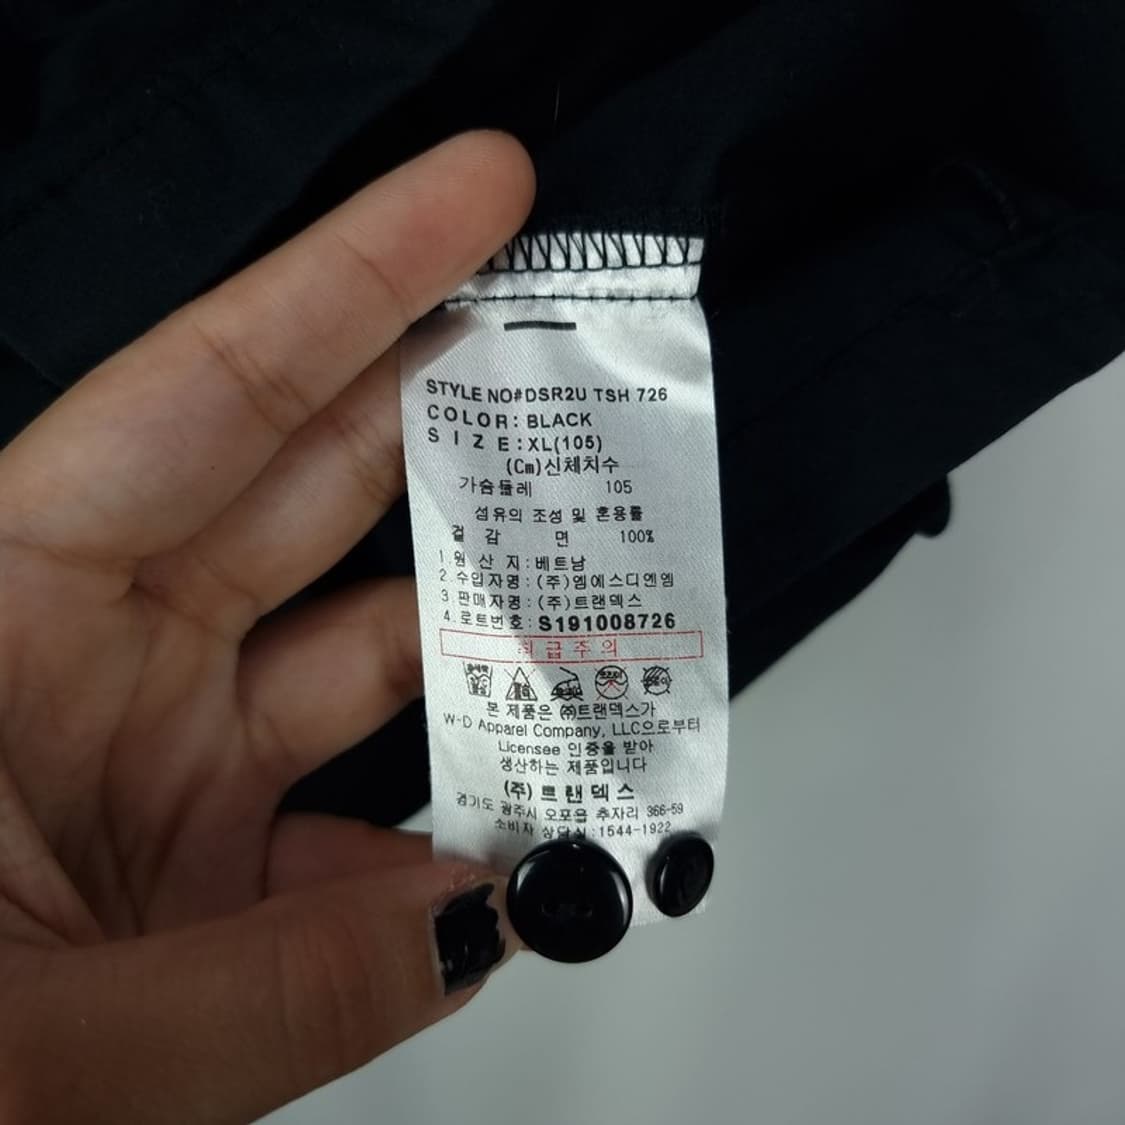 STYLE NO#DSR2U TSH 726
COLOR: BLACK
SIZE:XL(105)
(Cm)신체치수
가슴둘레 105
섬유의 조성 및 혼용률
겉 감 면 100%
1.원 산 지:베트남
2.수입자명:(주)엠에스디엔엠
3.판매자명:(주)트랜덱스
4.로트번호:S191008726
취급주의
본 제품은 ㈜트랜덱스가
W-D Apparel Company, LLC으로부터
Licensee 인증을 받아
생산하는 제품입니다
(주)트랜덱스
경기도 광주시 오포읍 추자리 366-59
소비자 상담실:1544-1922